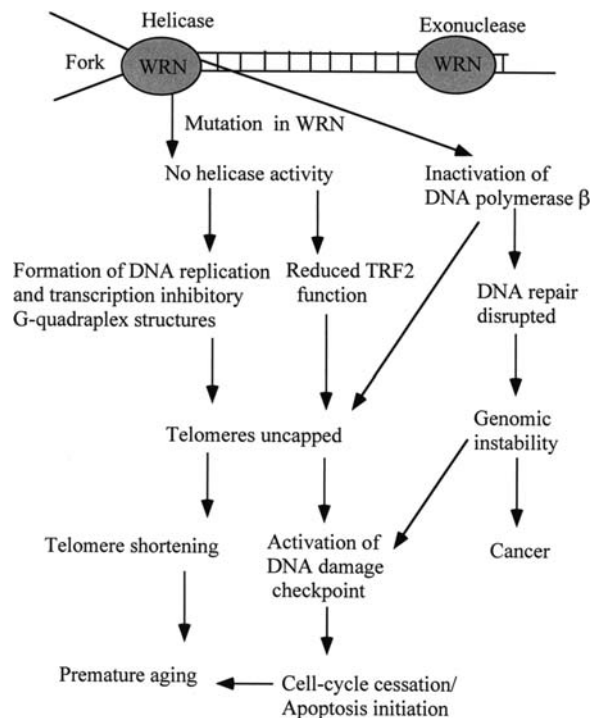 Helicase
Exonuclease
Fork
WRN
WRN
Mutation in WRN
No helicase activity
Inactivation of
DNA polymerase β
Formation of DNA replication
and transcription inhibitory
G-quadraplex structures
Reduced TRF2
function
DNA repair
disrupted
Telomeres uncapped
Genomic
instability
Telomere shortening
Activation of
DNA damage
checkpoint
Cancer
Premature aging
Cell-cycle cessation/
Apoptosis initiation